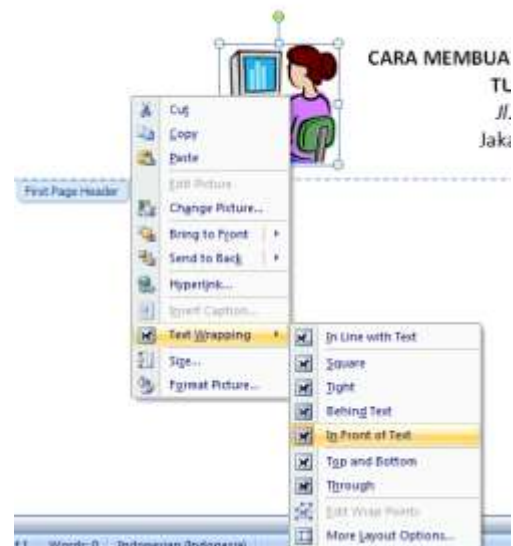 CARA MEMBUA
TU
Jl.
Jaka
First Page Header
Cut
Copy
Paste
Edit Picture
Change Picture...
Bring to Front
Send to Back
Hyperlink...
Insert Caption...
Text Wrapping
Size...
Format Picture...
In Line with Text
Square
Tight
Behind Text
In Front of Text
Top and Bottom
Through
Edit Wrap Points
More Layout Options...
Words: 0 Indonesian (Indonesia)